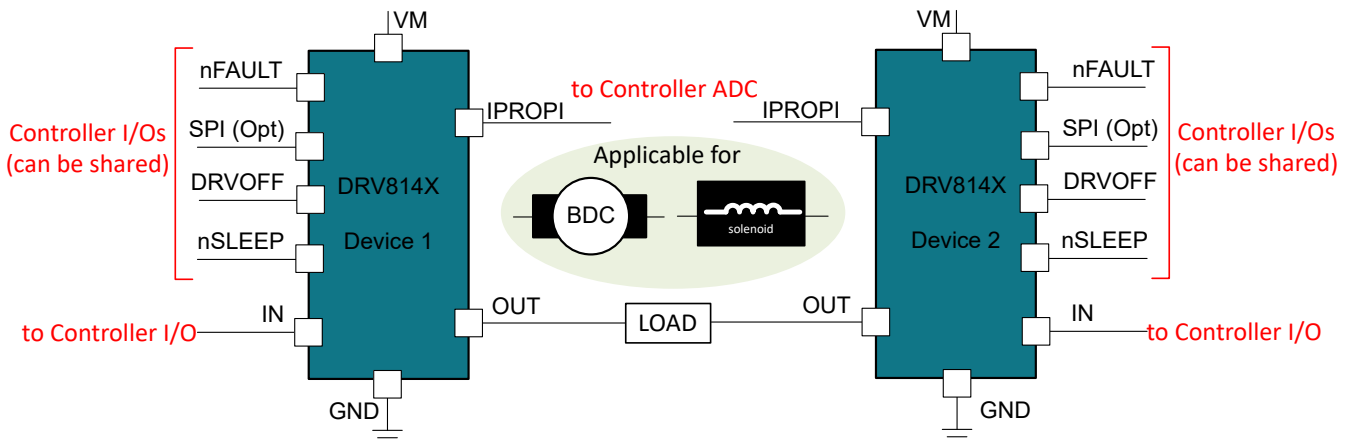 VM
nFAULT
SPI (Opt)
DRVOFF
nSLEEP
Controller I/Os
(can be shared)
IN
to Controller I/O
DRV814X
Device 1
IPROPI
OUT
GND
to Controller ADC
Applicable for
BDC
solenoid
LOAD
VM
IPROPI
OUT
DRV814X
Device 2
nFAULT
SPI (Opt)
DRVOFF
nSLEEP
Controller I/Os
(can be shared)
IN
to Controller I/O
GND